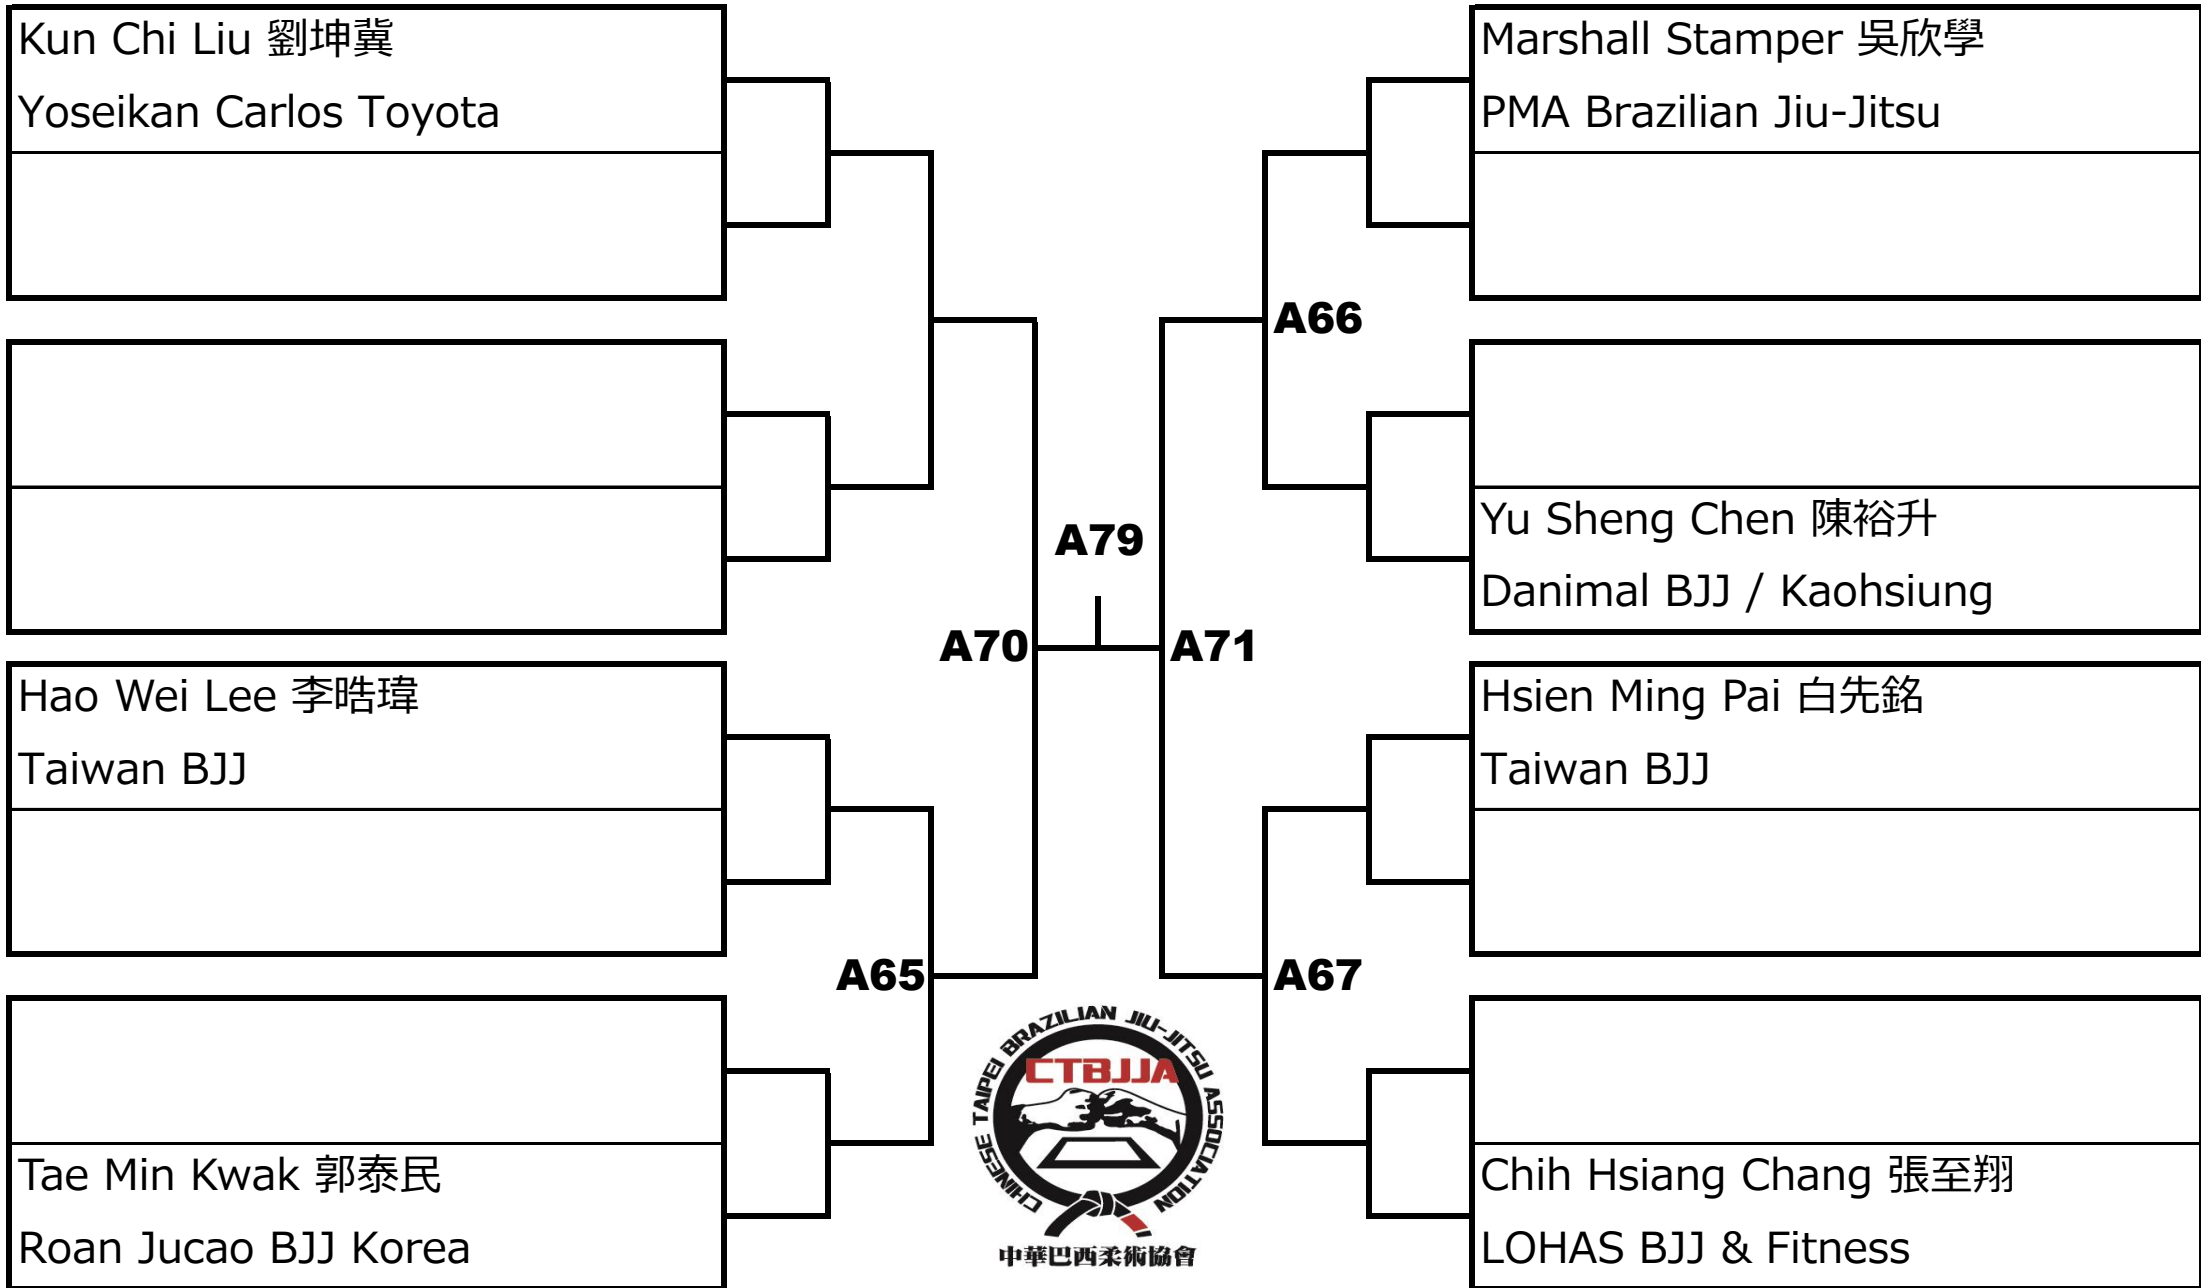 Kun Chi Liu 劉坤冀
Yoseikan Carlos Toyota
Hao Wei Lee 李晧瑋
Taiwan BJJ
Tae Min Kwak 郭泰民
Roan Jucao BJJ Korea
A70
A65
A79
A66
A71
A67
Marshall Stamper 吳欣學
PMA Brazilian Jiu-Jitsu
Yu Sheng Chen 陳裕升
Danimal BJJ / Kaohsiung
Hsien Ming Pai 白先銘
Taiwan BJJ
Chih Hsiang Chang 張至翔
LOHAS BJJ & Fitness
CHINESE TAIPEI BRAZILIAN JIU-JITSU ASSOCIATION
CTBJJA
中華巴西柔術協會